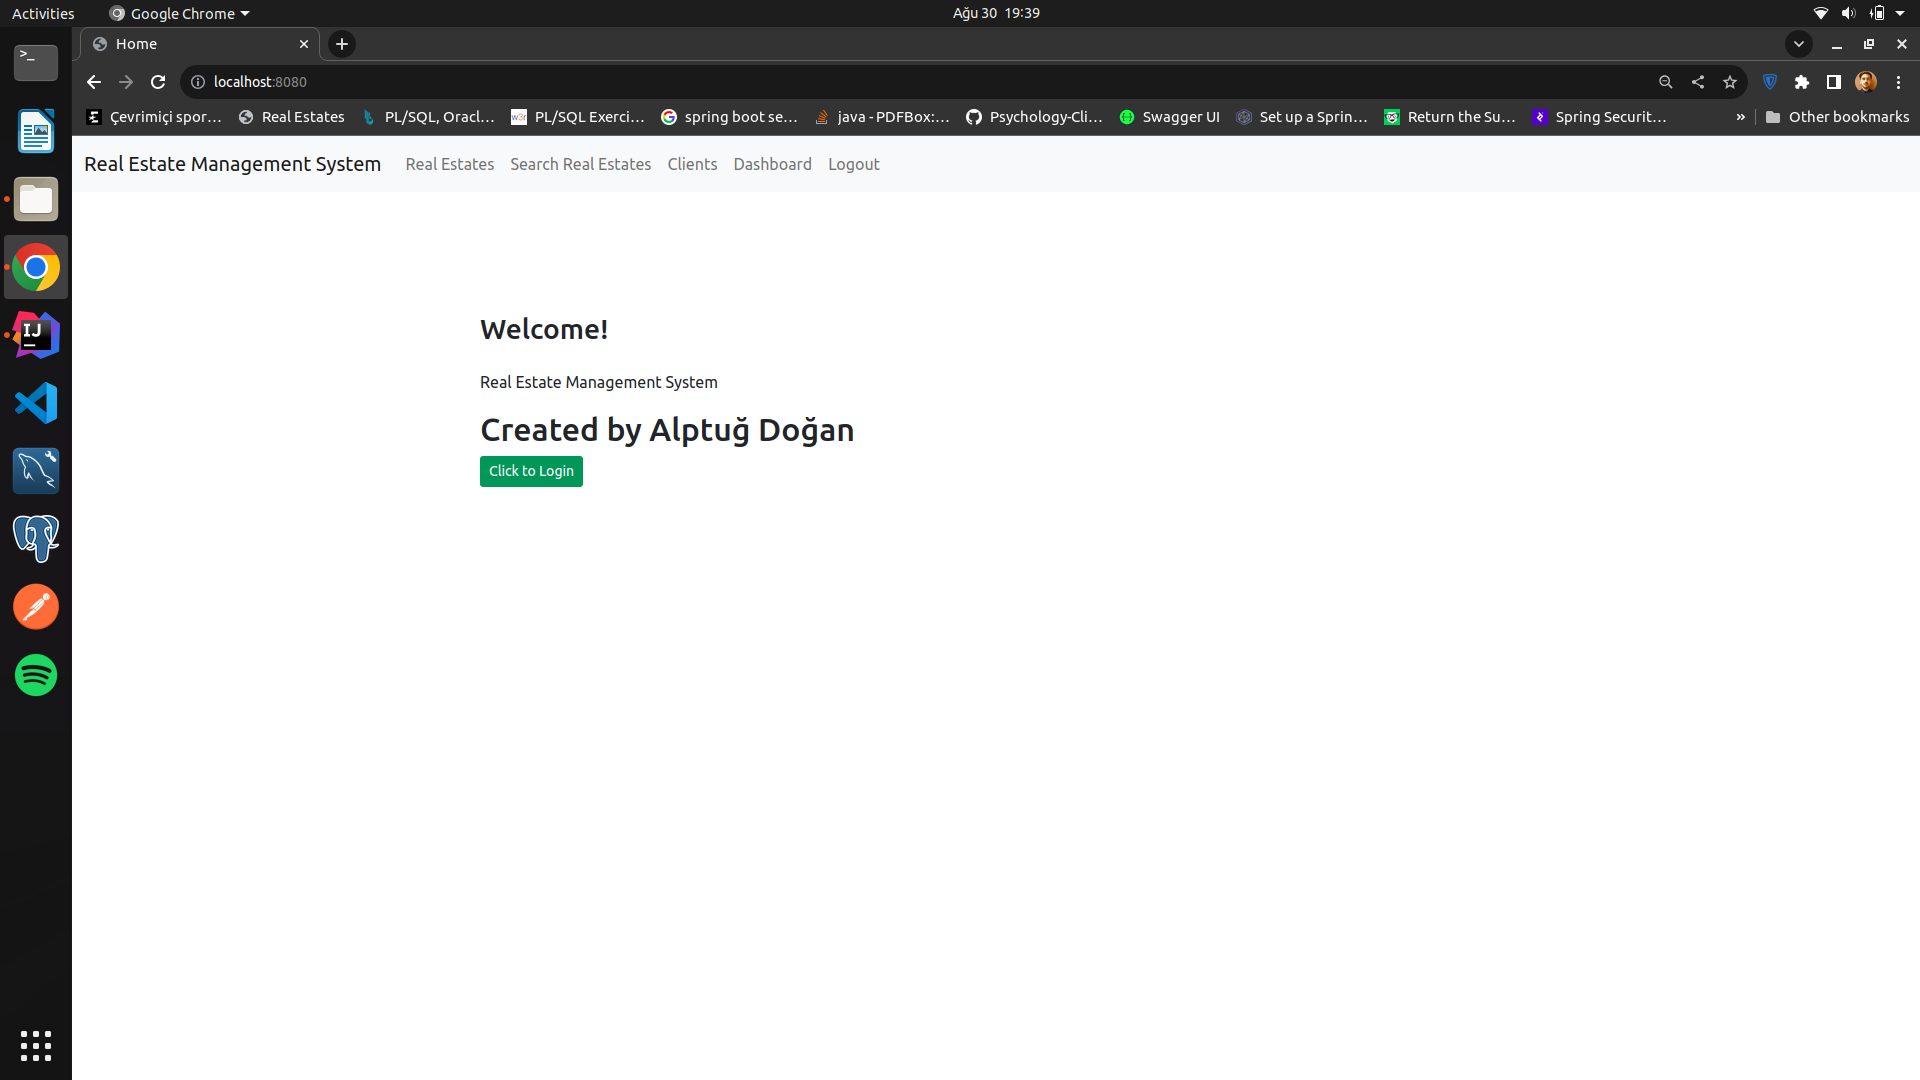 Activities Google Chrome Ağu 30 19:39
Home
localhost:8080
Çevrimiçi spor… Real Estates PL/SQL, Oracl… PL/SQL Exerci… spring boot se… java - PDFBox:… Psychology-Cli… Swagger UI Set up a Sprin… Return the Su… Spring Securit… » Other bookmarks
Real Estate Management System Real Estates Search Real Estates Clients Dashboard Logout
Welcome!
Real Estate Management System
Created by Alptuğ Doğan
Click to Login
>_
IJ
w3r